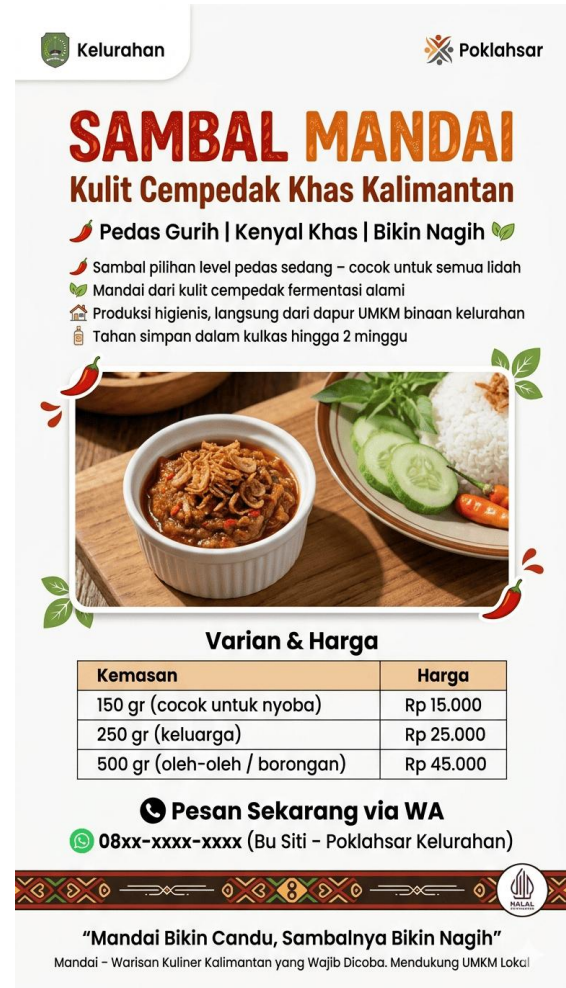 Kelurahan
Poklahsar
SAMBAL MANDAI
Kulit Cempedak Khas Kalimantan
Pedas Gurih | Kenyal Khas | Bikin Nagih
Sambal pilihan level pedas sedang – cocok untuk semua lidah
Mandai dari kulit cempedak fermentasi alami
Produksi higienis, langsung dari dapur UMKM binaan kelurahan
Tahan simpan dalam kulkas hingga 2 minggu
Varian & Harga
Kemasan Harga
150 gr (cocok untuk nyoba) Rp 15.000
250 gr (keluarga) Rp 25.000
500 gr (oleh-oleh / borongan) Rp 45.000
Pesan Sekarang via WA
08xx-xxxx-xxxx (Bu Siti – Poklahsar Kelurahan)
“Mandai Bikin Candu, Sambalnya Bikin Nagih”
Mandai – Warisan Kuliner Kalimantan yang Wajib Dicoba. Mendukung UMKM Lokal